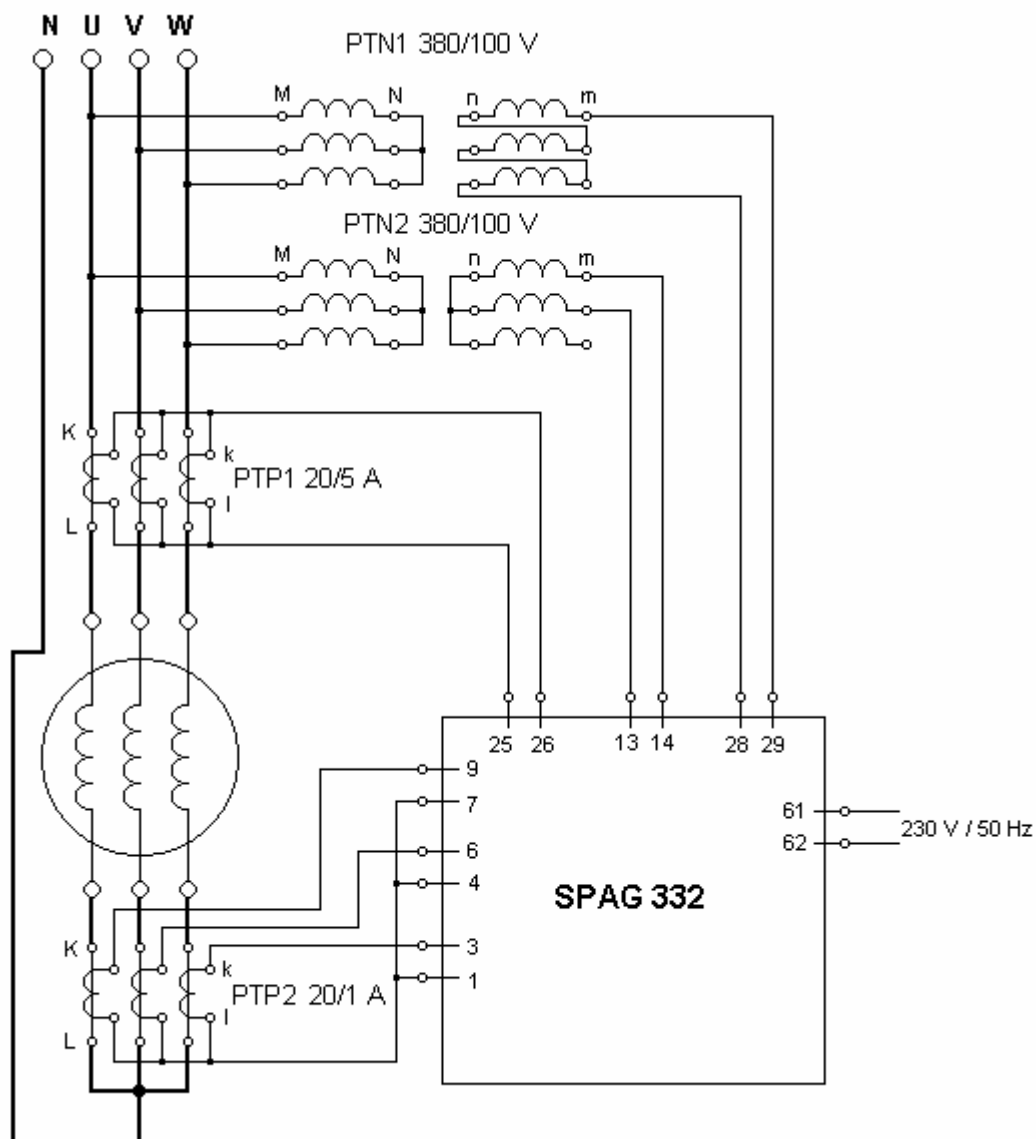 N U V W
PTN1 380/100 V
M N n m
PTN2 380/100 V
M N n m
K
k
PTP1 20/5 A
l
L
25 26 13 14 28 29
9
7
61
230 V / 50 Hz
6
62
4
SPAG 332
K
3
k
PTP2 20/1 A
1
l
L